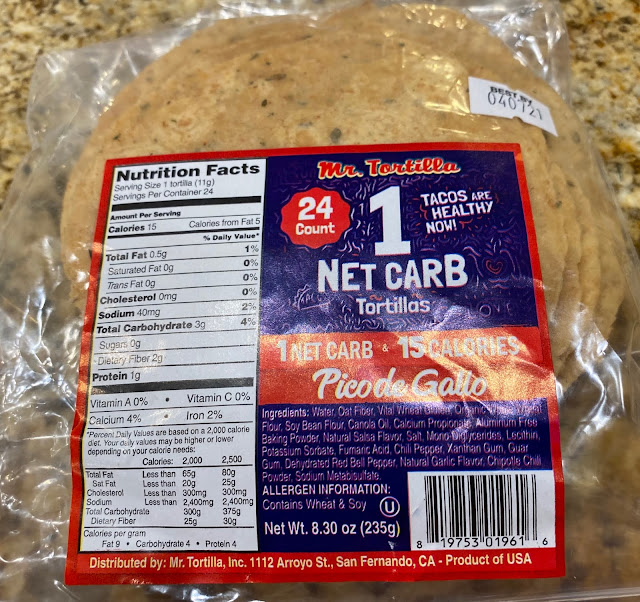 BEST BY
040721
Nutrition Facts
Serving Size 1 tortilla (11g)
Servings Per Container 24
Amount Per Serving
Calories 15 Calories from Fat 5
% Daily Value*
Total Fat 0.5g 1%
Saturated Fat 0g 0%
Trans Fat 0g 0%
Cholesterol 0mg 0%
Sodium 40mg 2%
Total Carbohydrate 3g 4%
Sugars 0g
Dietary Fiber 2g
Protein 1g
Vitamin A 0% • Vitamin C 0%
Calcium 4% • Iron 2%
*Percent Daily Values are based on a 2,000 calorie
diet. Your daily values may be higher or lower
depending on your calorie needs:
Calories: 2,000 2,500
Total Fat Less than 65g 80g
Sat Fat Less than 20g 25g
Cholesterol Less than 300mg 300mg
Sodium Less than 2,400mg 2,400mg
Total Carbohydrate 300g 375g
Dietary Fiber 25g 30g
Calories per gram
Fat 9 • Carbohydrate 4 • Protein 4
Mr. Tortilla
24
Count
1
TACOS ARE
HEALTHY
NOW!
NET CARB
Tortillas
1 NET CARB & 15 CALORIES
Pico de Gallo
Ingredients: Water, Oat Fiber, Vital Wheat Gluten, Organic Wheat
Flour, Soy Bean Flour, Canola Oil, Calcium Propionate, Aluminum Free
Baking Powder, Natural Salsa Flavor, Salt, Mono-Diglycerides, Lecithin,
Potassium Sorbate, Fumaric Acid, Chili Pepper, Xanthan Gum, Guar
Gum, Dehydrated Red Bell Pepper, Natural Garlic Flavor, Chipotle Chili
Powder, Sodium Metabisulfate.
ALLERGEN INFORMATION:
Contains Wheat & Soy U
Net Wt. 8.30 oz (235g)
8 19753 01961 6
Distributed by: Mr. Tortilla, Inc. 1112 Arroyo St., San Fernando, CA - Product of USA